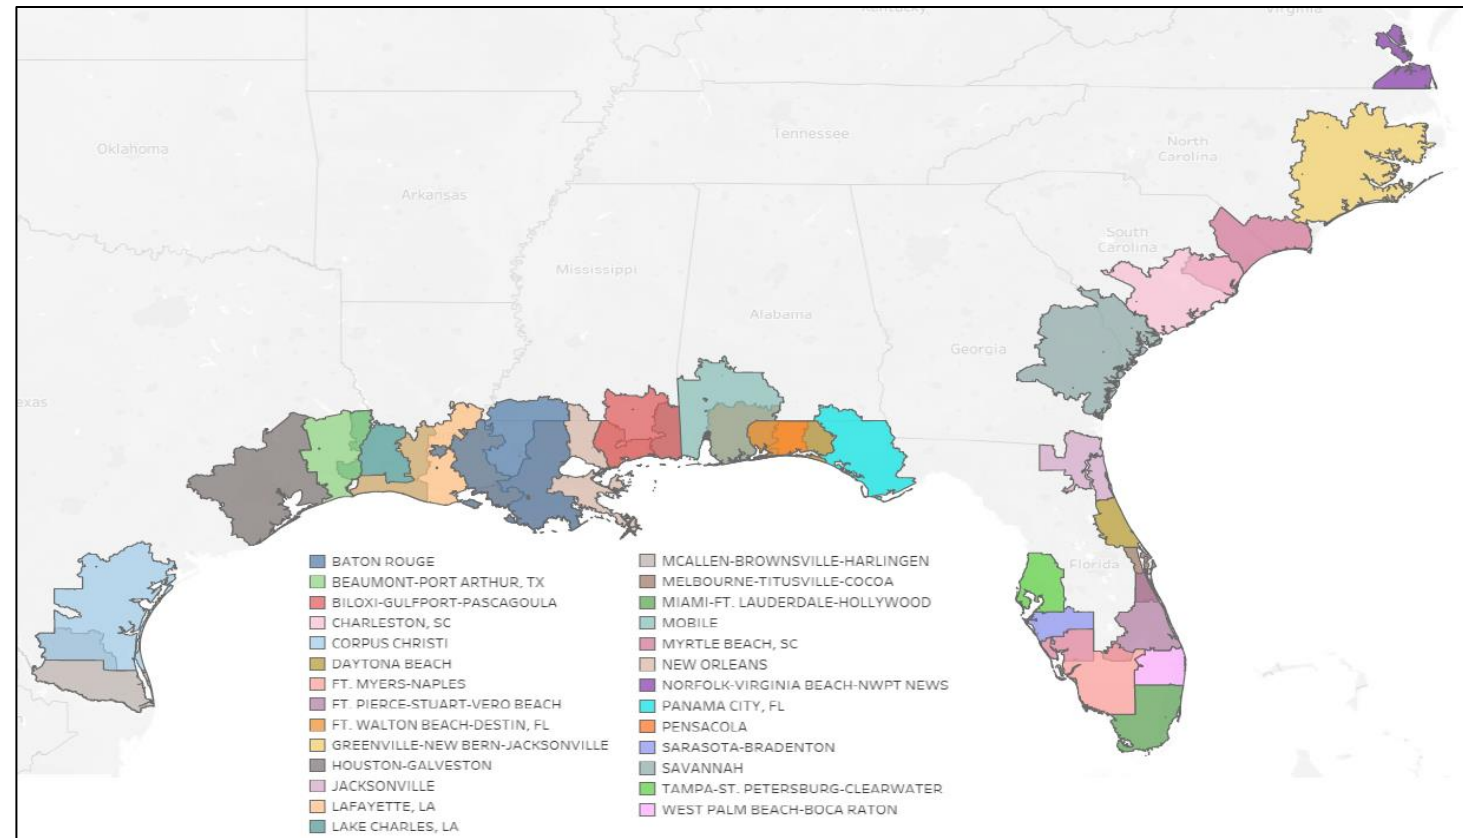 Kentucky
Virginia
Oklahoma
Tennessee
North
Carolina
Arkansas
South
Carolina
Mississippi
Alabama
Georgia
exas
Florida
BATON ROUGE
BEAUMONT-PORT ARTHUR, TX
BILOXI-GULFPORT-PASCAGOULA
CHARLESTON, SC
CORPUS CHRISTI
DAYTONA BEACH
FT. MYERS-NAPLES
FT. PIERCE-STUART-VERO BEACH
FT. WALTON BEACH-DESTIN, FL
GREENVILLE-NEW BERN-JACKSONVILLE
HOUSTON-GALVESTON
JACKSONVILLE
LAFAYETTE, LA
LAKE CHARLES, LA
MCALLEN-BROWNSVILLE-HARLINGEN
MELBOURNE-TITUSVILLE-COCOA
MIAMI-FT. LAUDERDALE-HOLLYWOOD
MOBILE
MYRTLE BEACH, SC
NEW ORLEANS
NORFOLK-VIRGINIA BEACH-NWPT NEWS
PANAMA CITY, FL
PENSACOLA
SARASOTA-BRADENTON
SAVANNAH
TAMPA-ST. PETERSBURG-CLEARWATER
WEST PALM BEACH-BOCA RATON